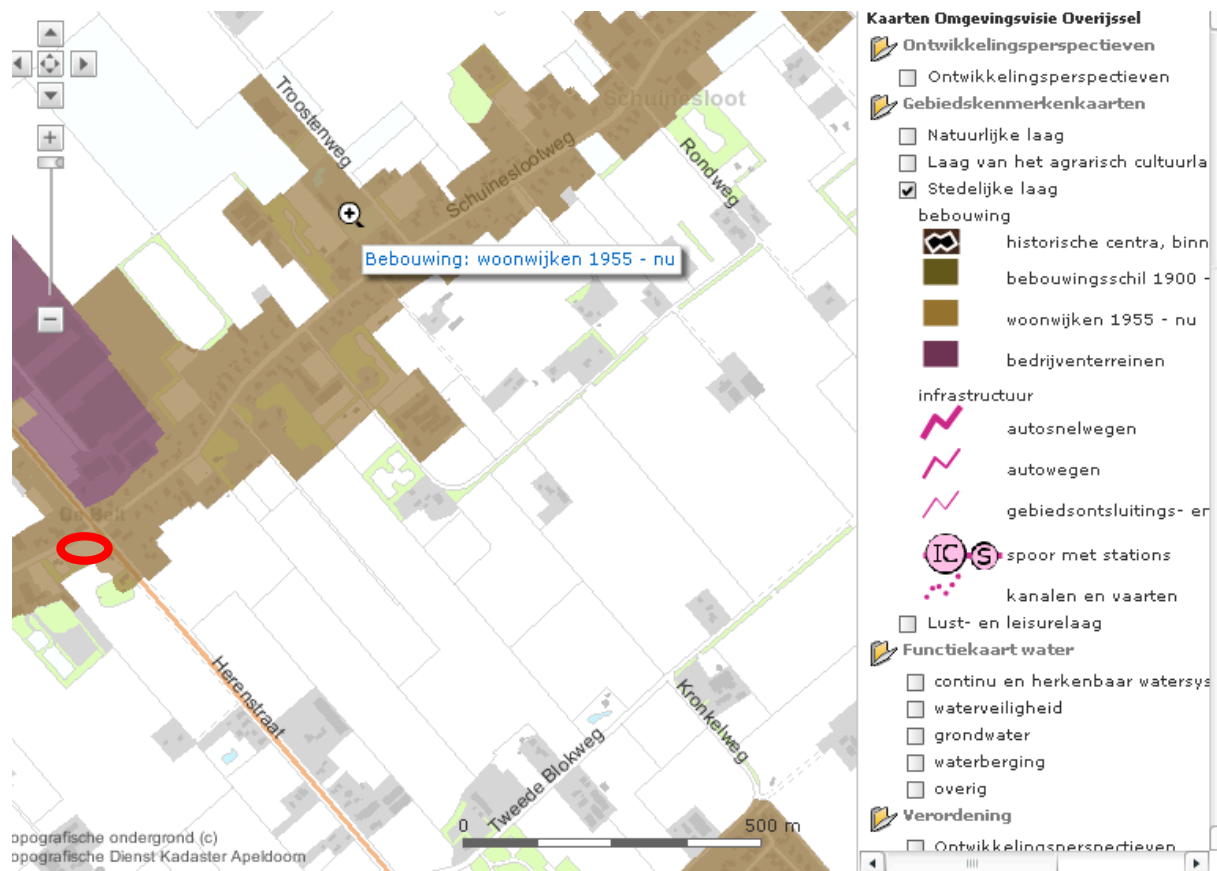 Troostenweg
Schuinesloot
Schuineslootweg
Rondweg
Bebouwing: woonwijken 1955 - nu
De Belt
Herenstraat
Kronkelweg
Tweede Blokweg
0 500 m
opografische ondergrond (c)
opografische Dienst Kadaster Apeldoorn
Kaarten Omgevingsvisie Overijssel
Ontwikkelingsperspectieven
Ontwikkelingsperspectieven
Gebiedskenmerkenkaarten
Natuurlijke laag
Laag van het agrarisch cultuurla
Stedelijke laag
bebouwing
historische centra, binn
bebouwingsschil 1900 -
woonwijken 1955 - nu
bedrijventerreinen
infrastructuur
autosnelwegen
autowegen
gebiedsontsluitings- en
IC S spoor met stations
kanalen en vaarten
Lust- en leisurelaag
Functiekaart water
continu en herkenbaar watersys
waterveiligheid
grondwater
waterberging
overig
Verordening
Ontwikkelingsperspectieven